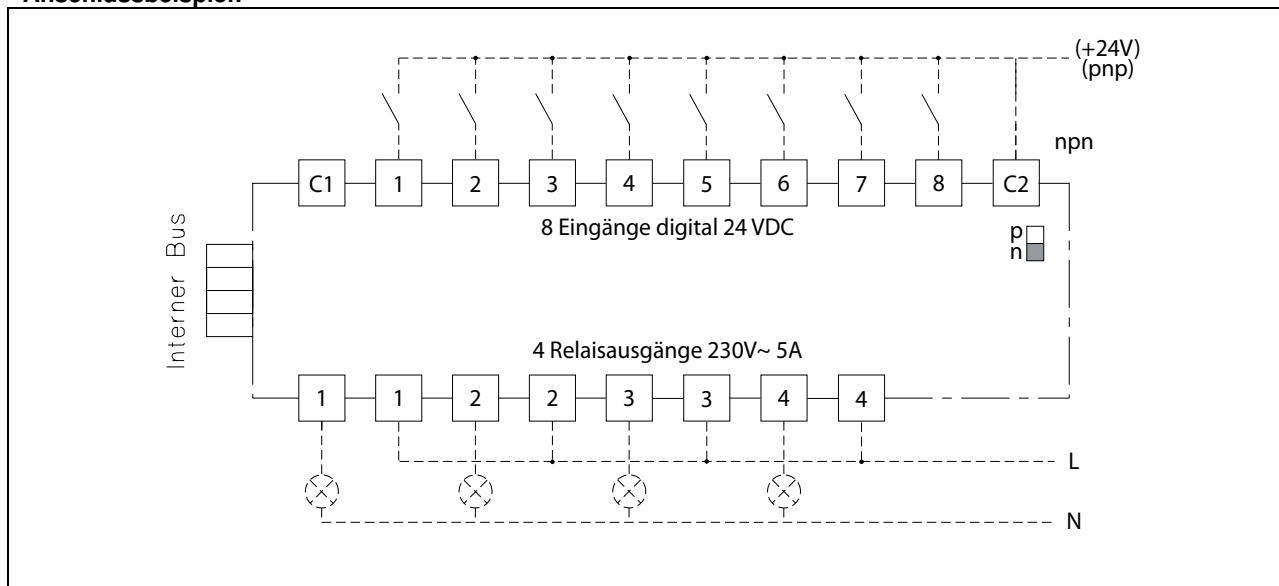 Anschlussbeispiel:
(+24V)
(pnp)
npn
C1 1 2 3 4 5 6 7 8 C2
8 Eingänge digital 24 VDC
p
n
Interner Bus
4 Relaisausgänge 230V~ 5A
1 1 2 2 3 3 4 4
L
N